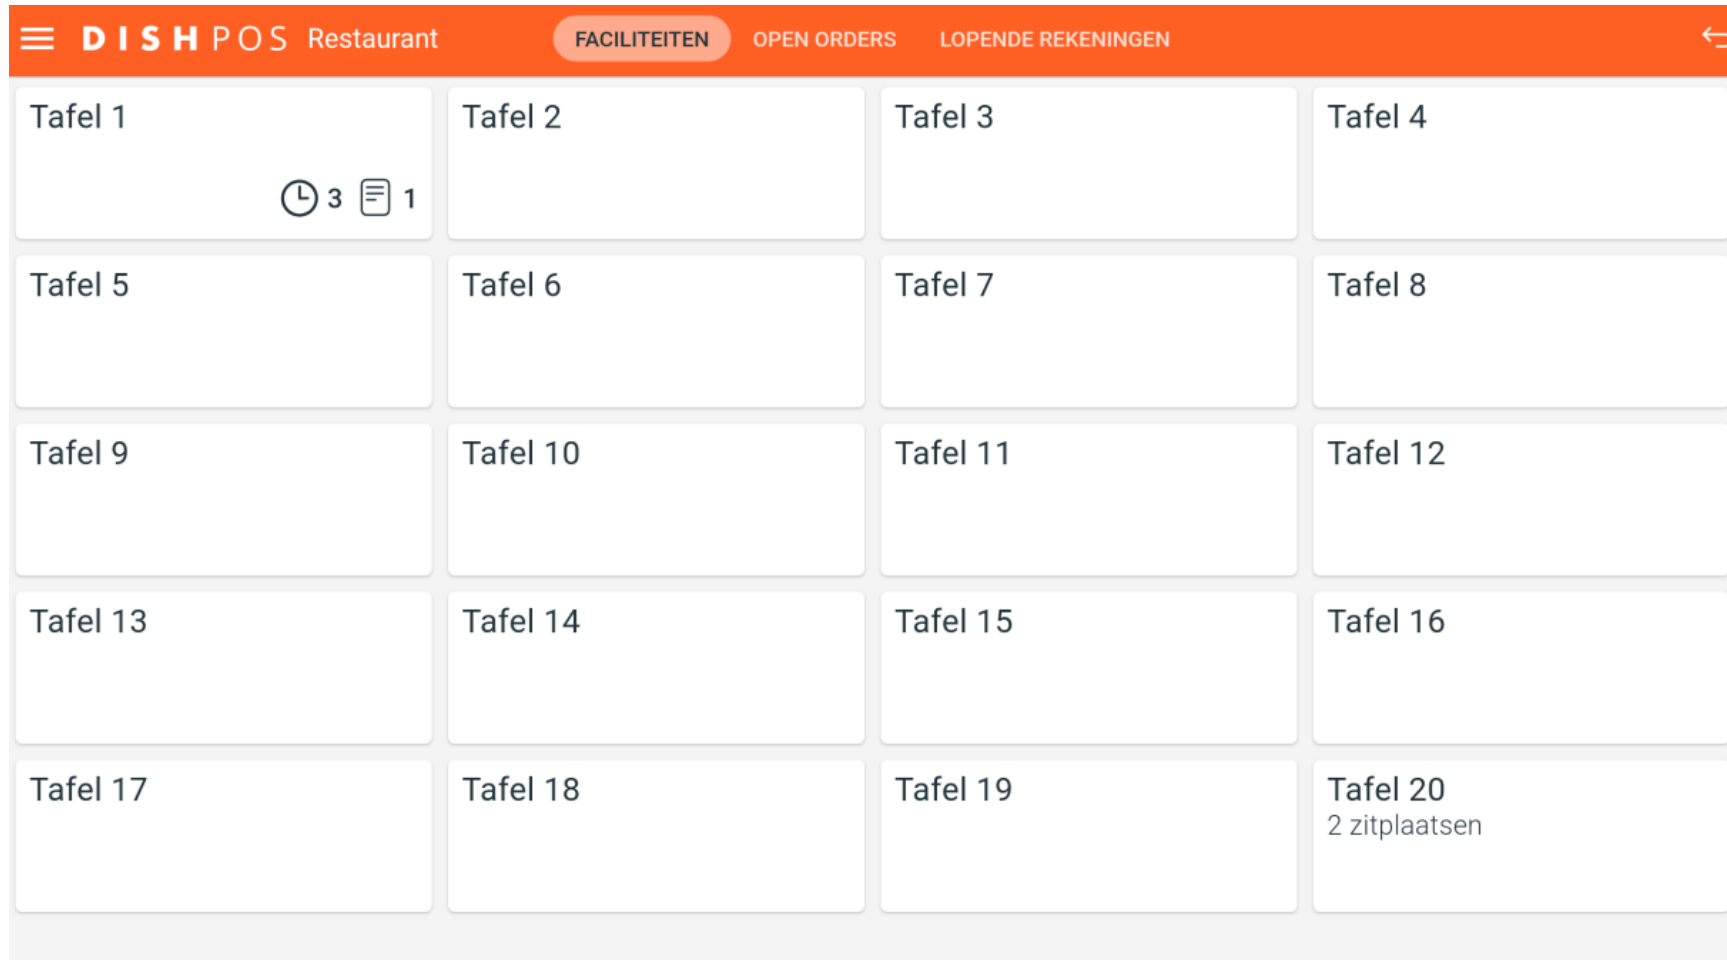 DISH POS Restaurant FACILITEITEN OPEN ORDERS LOPENDE REKENINGEN
Tafel 1 Tafel 2 Tafel 3 Tafel 4
3 1
Tafel 5 Tafel 6 Tafel 7 Tafel 8
Tafel 9 Tafel 10 Tafel 11 Tafel 12
Tafel 13 Tafel 14 Tafel 15 Tafel 16
Tafel 17 Tafel 18 Tafel 19 Tafel 20
2 zitplaatsen